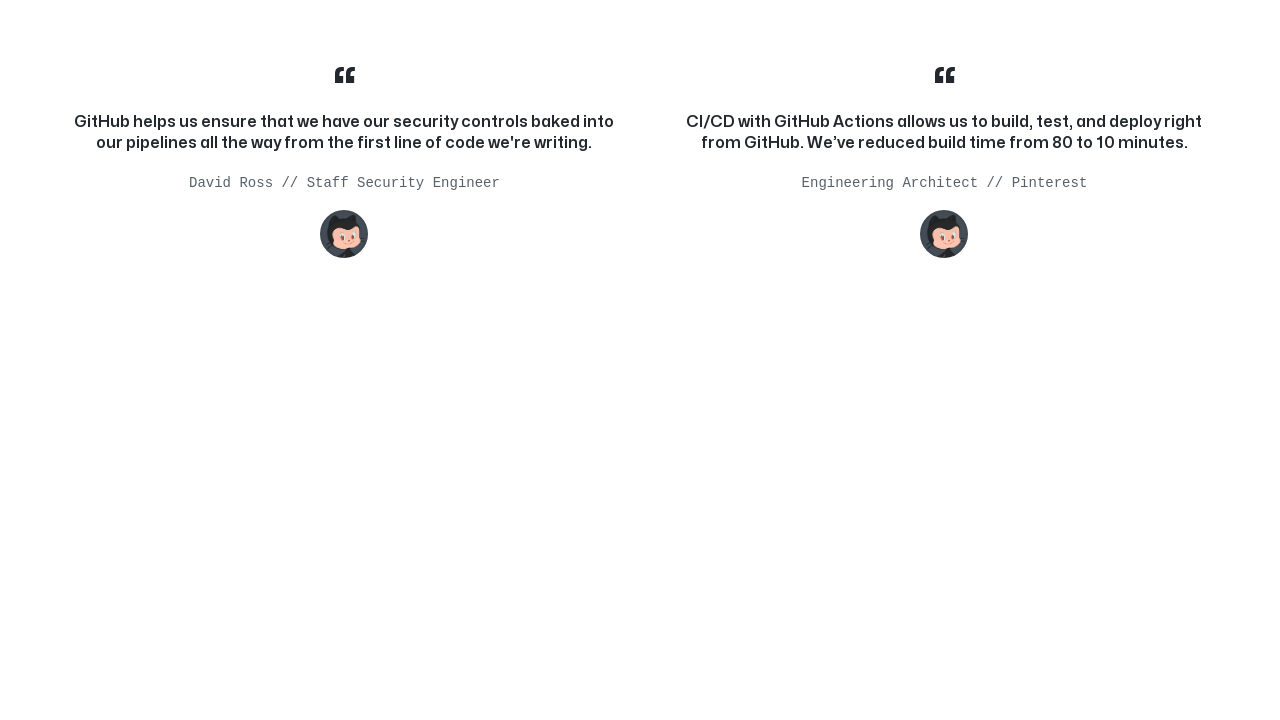 “
GitHub helps us ensure that we have our security controls baked into
our pipelines all the way from the first line of code we're writing.
David Ross // Staff Security Engineer
“
CI/CD with GitHub Actions allows us to build, test, and deploy right
from GitHub. We’ve reduced build time from 80 to 10 minutes.
Engineering Architect // Pinterest